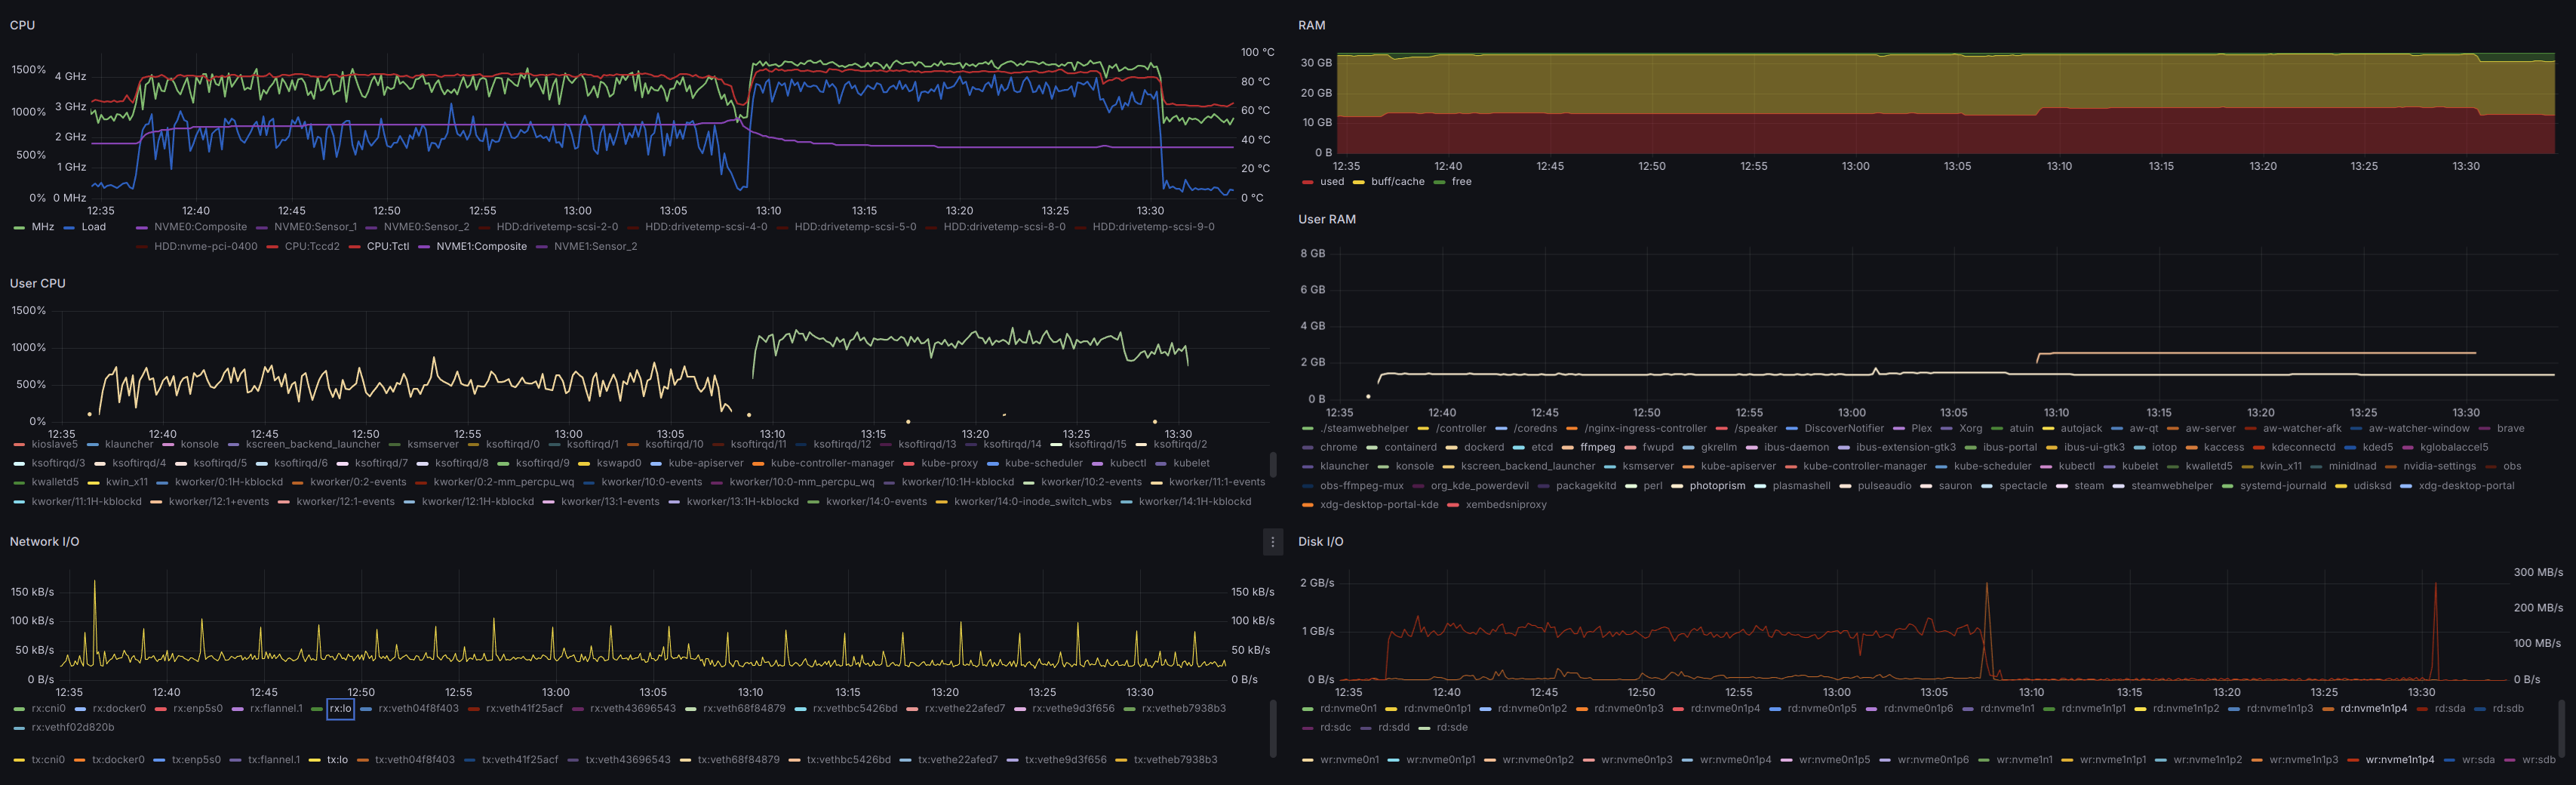 CPU
1500%
1000%
500%
0%
4 GHz
3 GHz
2 GHz
1 GHz
0 MHz
100 °C
80 °C
60 °C
40 °C
20 °C
0 °C
12:35 12:40 12:45 12:50 12:55 13:00 13:05 13:10 13:15 13:20 13:25 13:30
MHz Load NVME0:Composite NVME0:Sensor_1 NVME0:Sensor_2 HDD:drivetemp-scsi-2-0 HDD:drivetemp-scsi-4-0 HDD:drivetemp-scsi-5-0 HDD:drivetemp-scsi-8-0 HDD:drivetemp-scsi-9-0
HDD:nvme-pci-0400 CPU:Tccd2 CPU:Tctl NVME1:Composite NVME1:Sensor_2
User CPU
1500%
1000%
500%
0%
12:35 12:40 12:45 12:50 12:55 13:00 13:05 13:10 13:15 13:20 13:25 13:30
kioslave5 klauncher konsole kscreen_backend_launcher ksmserver ksoftirqd/0 ksoftirqd/1 ksoftirqd/10 ksoftirqd/11 ksoftirqd/12 ksoftirqd/13 ksoftirqd/14 ksoftirqd/15 ksoftirqd/2
ksoftirqd/3 ksoftirqd/4 ksoftirqd/5 ksoftirqd/6 ksoftirqd/7 ksoftirqd/8 ksoftirqd/9 kswapd0 kube-apiserver kube-controller-manager kube-proxy kube-scheduler kubectl kubelet
kwalletd5 kwin_x11 kworker/0:1H-kblockd kworker/0:2-events kworker/0:2-mm_percpu_wq kworker/10:0-events kworker/10:0-mm_percpu_wq kworker/10:1H-kblockd kworker/10:2-events kworker/11:1-events
kworker/11:1H-kblockd kworker/12:1+events kworker/12:1-events kworker/12:1H-kblockd kworker/13:1-events kworker/13:1H-kblockd kworker/14:0-events kworker/14:0-inode_switch_wbs kworker/14:1H-kblockd
Network I/O
150 kB/s
100 kB/s
50 kB/s
0 B/s
150 kB/s
100 kB/s
50 kB/s
0 B/s
12:35 12:40 12:45 12:50 12:55 13:00 13:05 13:10 13:15 13:20 13:25 13:30
rx:cni0 rx:docker0 rx:enp5s0 rx:flannel.1 rx:lo rx:veth04f8f403 rx:veth41f25acf rx:veth43696543 rx:veth68f84879 rx:vethbc5426bd rx:vethe22afed7 rx:vethe9d3f656 rx:vetheb7938b3
rx:vethf02d820b
tx:cni0 tx:docker0 tx:enp5s0 tx:flannel.1 tx:lo tx:veth04f8f403 tx:veth41f25acf tx:veth43696543 tx:veth68f84879 tx:vethbc5426bd tx:vethe22afed7 tx:vethe9d3f656 tx:vetheb7938b3
RAM
30 GB
20 GB
10 GB
0 B
12:35 12:40 12:45 12:50 12:55 13:00 13:05 13:10 13:15 13:20 13:25 13:30
used buff/cache free
User RAM
8 GB
6 GB
4 GB
2 GB
0 B
12:35 12:40 12:45 12:50 12:55 13:00 13:05 13:10 13:15 13:20 13:25 13:30
./steamwebhelper /controller /coredns /nginx-ingress-controller /speaker DiscoverNotifier Plex Xorg atuin autojack aw-qt aw-server aw-watcher-afk aw-watcher-window brave
chrome containerd dockerd etcd ffmpeg fwupd gkrellm ibus-daemon ibus-extension-gtk3 ibus-portal ibus-ui-gtk3 iotop kaccess kdeconnectd kded5 kglobalaccel5
klauncher konsole kscreen_backend_launcher ksmserver kube-apiserver kube-controller-manager kube-scheduler kubectl kubelet kwalletd5 kwin_x11 minidlnad nvidia-settings obs
obs-ffmpeg-mux org_kde_powerdevil packagekitd perl photoprism plasmashell pulseaudio sauron spectacle steam steamwebhelper systemd-journald udisksd xdg-desktop-portal
xdg-desktop-portal-kde xembedsniproxy
Disk I/O
2 GB/s
1 GB/s
0 B/s
300 MB/s
200 MB/s
100 MB/s
0 B/s
12:35 12:40 12:45 12:50 12:55 13:00 13:05 13:10 13:15 13:20 13:25 13:30
rd:nvme0n1 rd:nvme0n1p1 rd:nvme0n1p2 rd:nvme0n1p3 rd:nvme0n1p4 rd:nvme0n1p5 rd:nvme0n1p6 rd:nvme1n1 rd:nvme1n1p1 rd:nvme1n1p2 rd:nvme1n1p3 rd:nvme1n1p4 rd:sda rd:sdb
rd:sdc rd:sdd rd:sde
wr:nvme0n1 wr:nvme0n1p1 wr:nvme0n1p2 wr:nvme0n1p3 wr:nvme0n1p4 wr:nvme0n1p5 wr:nvme0n1p6 wr:nvme1n1 wr:nvme1n1p1 wr:nvme1n1p2 wr:nvme1n1p3 wr:nvme1n1p4 wr:sda wr:sdb